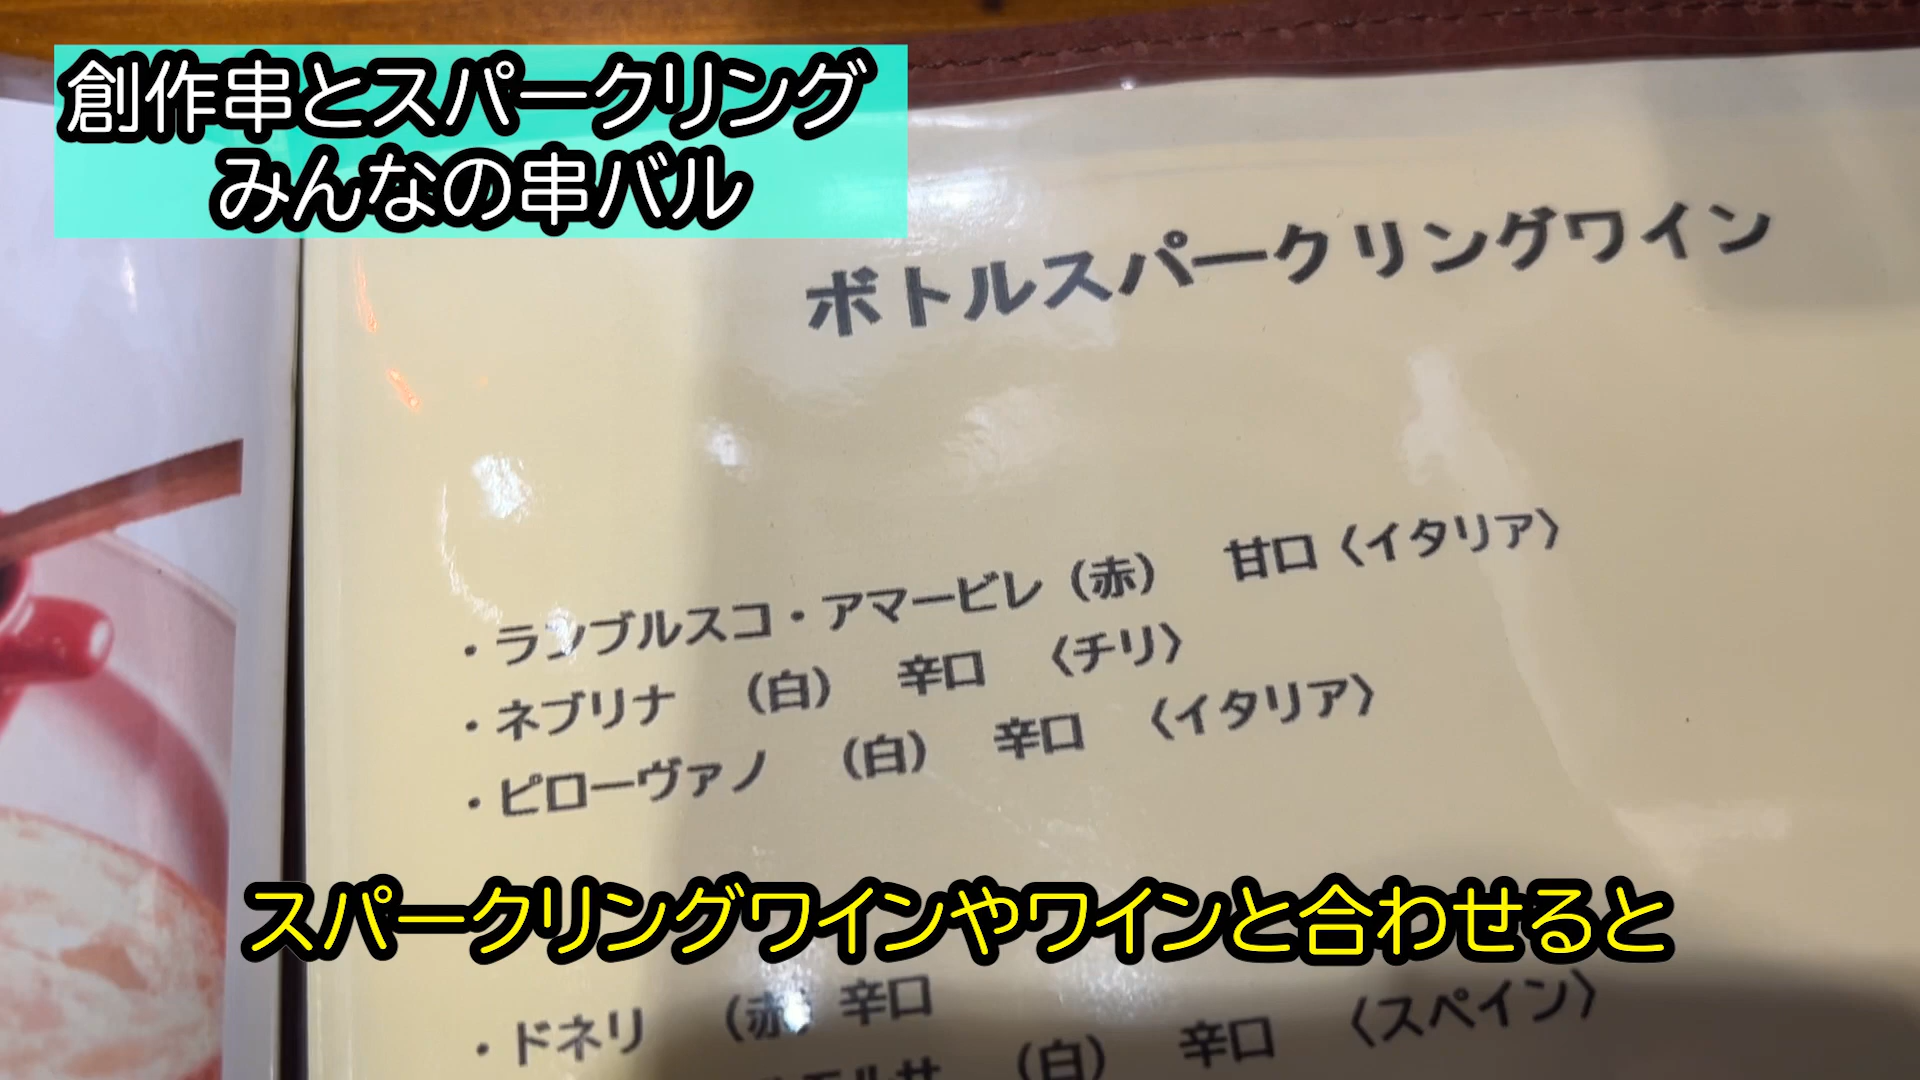 創作串とスパークリング
みんなの串バル
ボトルスパークリングワイン
・ランブルスコ・アマービレ（赤）　甘口〈イタリア〉
・ネブリナ　（白）　辛口　〈チリ〉
・ピローヴァノ　（白）　辛口　〈イタリア〉
スパークリングワインやワインと合わせると
・ドネリ　（赤）辛口
（白）　辛口　〈スペイン〉